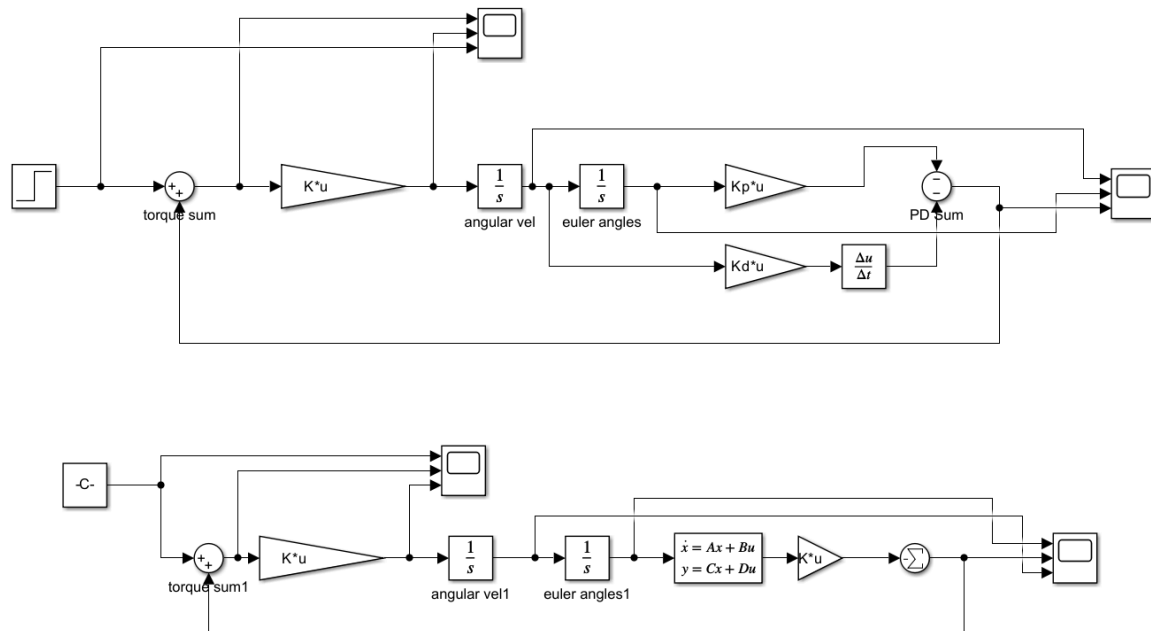 +
+
torque sum
K*u
1
s
angular vel
1
s
euler angles
Kp*u
Kd*u
Δu
Δt
−
−
PD Sum
-C-
+
+
torque sum1
K*u
1
s
angular vel1
1
s
euler angles1
ẋ = Ax + Bu
y = Cx + Du
K*u
-Σ